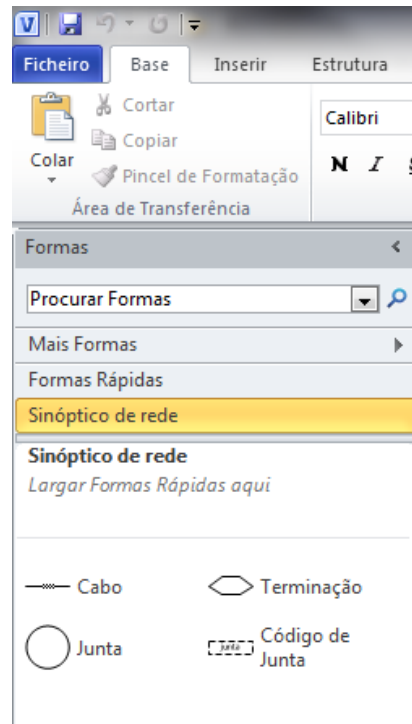 Ficheiro Base Inserir Estrutura
Cortar
Copiar
Colar
Pincel de Formatação
Área de Transferência
Calibri
N I S
Formas
Procurar Formas
Mais Formas
Formas Rápidas
Sinóptico de rede
Sinóptico de rede
Largar Formas Rápidas aqui
Cabo Terminação
Junta
Junta
Código de
Junta